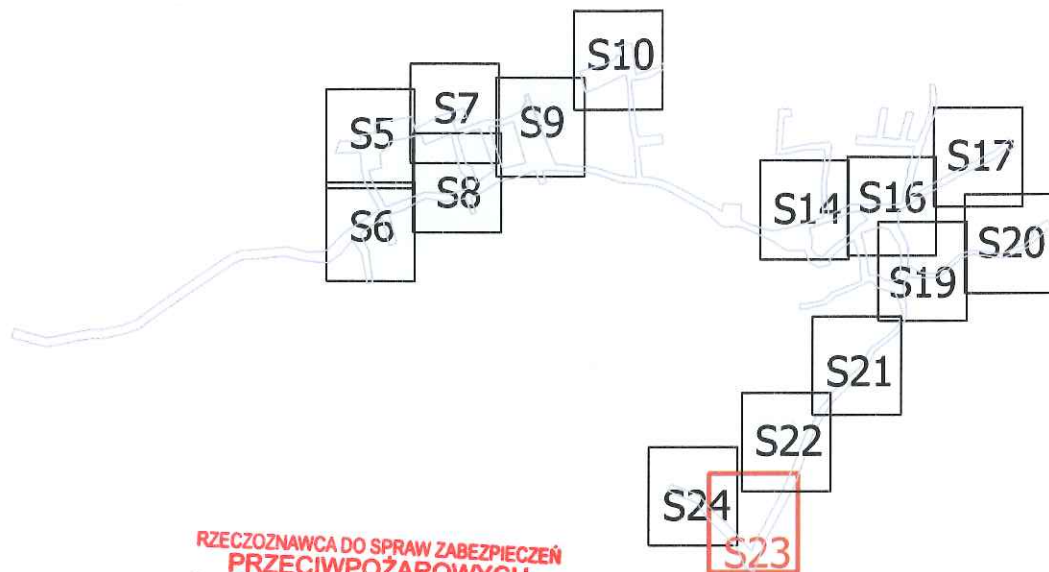 S10
S7
S9
S5
S17
S8
S16
S14
S6
S20
S19
S21
S22
S24
S23
RZECZOZNAWCA DO SPRAW ZABEZPIECZEŃ
PRZECIWPOŻAROWYCH